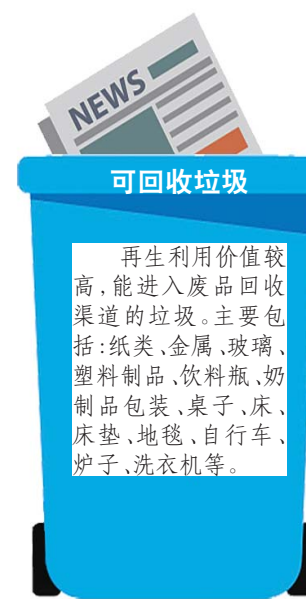 NEWS
可回收垃圾
再生利用价值较
高,能进入废品回收
渠道的垃圾。主要包
括:纸类、金属、玻璃、
塑料制品、饮料瓶、奶
制品包装、桌子、床、
床垫、地毯、自行车、
炉子、洗衣机等。